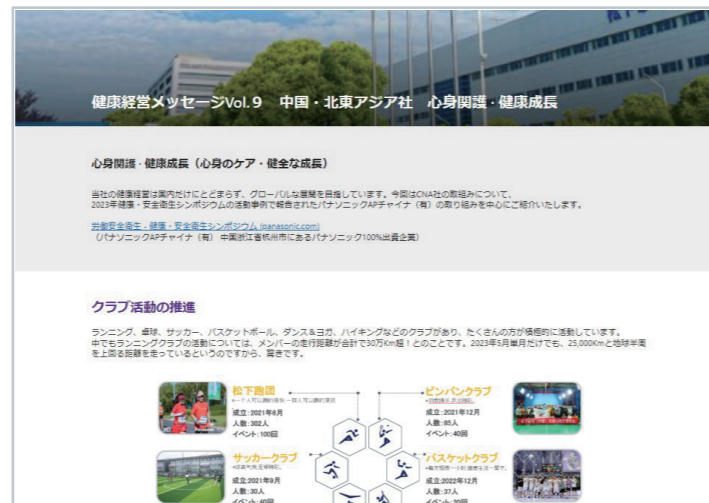 健康経営メッセージVol.9 中国・北東アジア社 心身関護・健康成長
心身関護・健康成長（心身のケア・健全な成長）
当社の健康経営は国内だけにとどまらず、グローバルな展開を目指しています。今回はCNA社の取組みについて、
2023年健康・安全衛生シンポジウムの活動事例で報告されたパナソニックAPチャイナ（有）の取り組みを中心にご紹介いたします。
労働安全衛生 - 健康・安全衛生シンポジウム (panasonic.com)
（パナソニックAPチャイナ（有） 中国浙江省杭州市にあるパナソニック100%出資企業）
クラブ活動の推進
ランニング、卓球、サッカー、バスケットボール、ダンス&ヨガ、ハイキングなどのクラブがあり、たくさんの方が積極的に活動しています。
中でもランニングクラブの活動については、メンバーの走行距離が合計で30万Km超！とのことです。2023年5月単月だけでも、25,000Kmと地球半周
を上回る距離を走っているというのですから、驚きです。
松下跑団
成立:2021年6月
人数:302人
イベント:100回
ピンパンクラブ
成立:2021年12月
人数:85人
イベント:40回
サッカークラブ
成立:2021年9月
人数:30人
イベント:40回
バスケットクラブ
成立:2022年12月
人数:37人